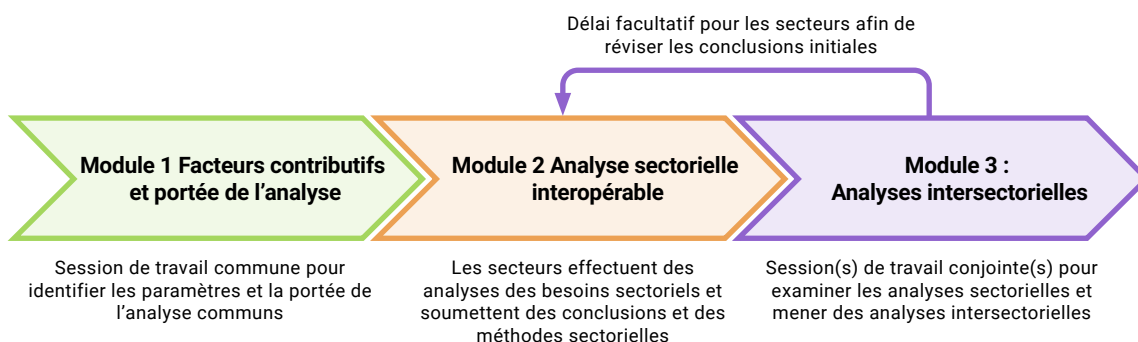 Délai facultatif pour les secteurs afin de
réviser les conclusions initiales
Module 1 Facteurs contributifs
et portée de l’analyse
Module 2 Analyse sectorielle
interopérable
Module 3 :
Analyses intersectorielles
Session de travail commune pour
identifier les paramètres et la portée de
l’analyse communs
Les secteurs effectuent des
analyses des besoins sectoriels et
soumettent des conclusions et des
méthodes sectorielles
Session(s) de travail conjointe(s) pour
examiner les analyses sectorielles et
mener des analyses intersectorielles